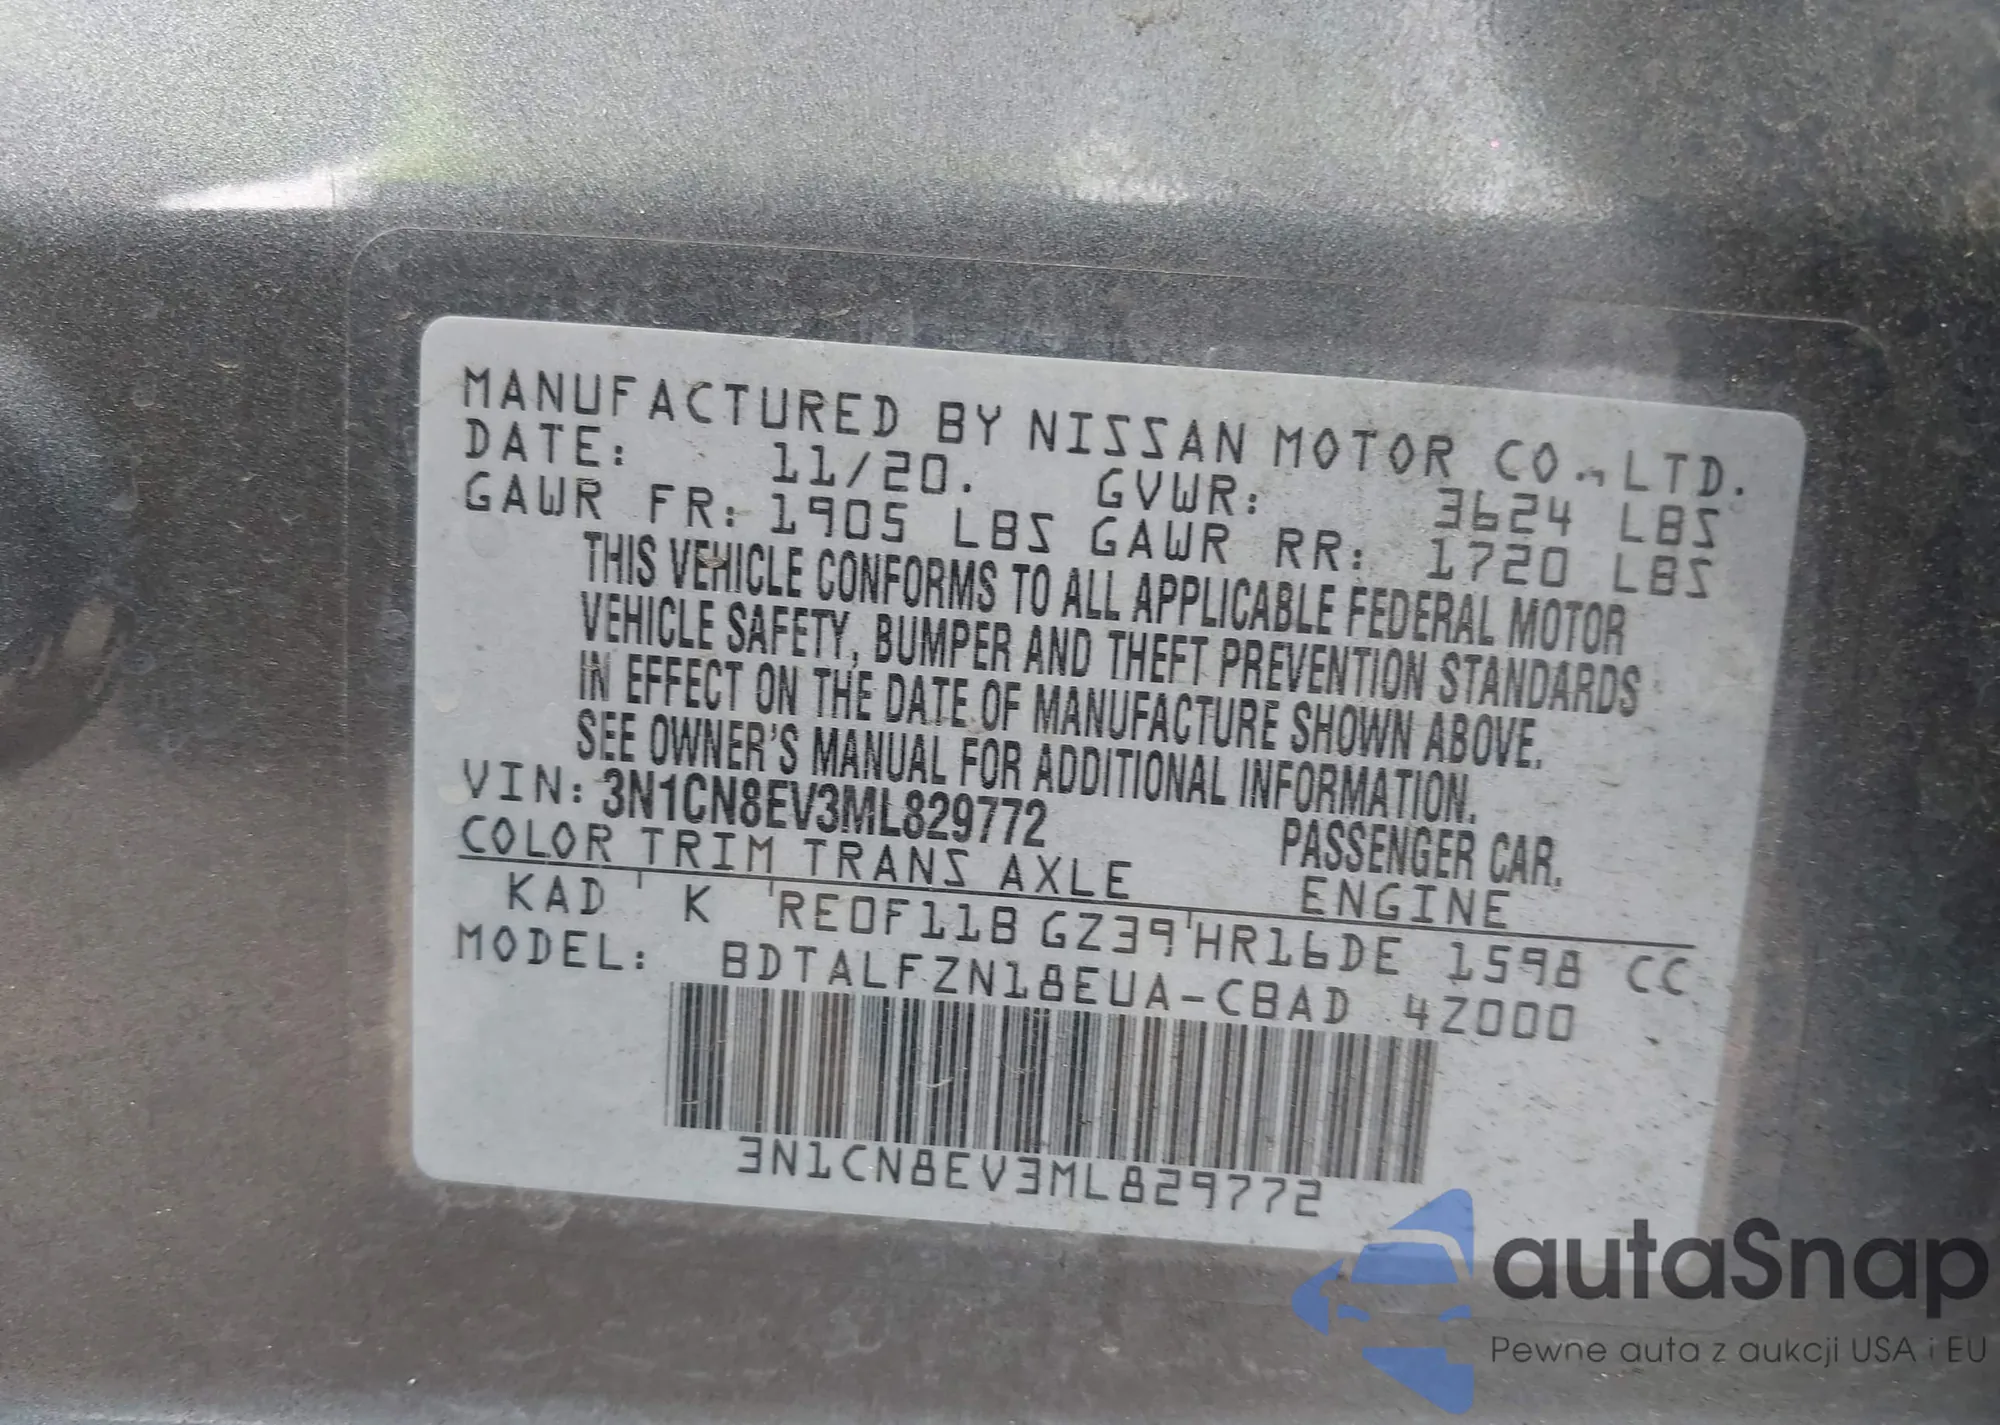 MANUFACTURED BY NISSAN MOTOR CO., LTD.
DATE: 11/20. GVWR: 3624 LBS
GAWR FR: 1905 LBS GAWR RR: 1720 LBS
THIS VEHICLE CONFORMS TO ALL APPLICABLE FEDERAL MOTOR
VEHICLE SAFETY, BUMPER AND THEFT PREVENTION STANDARDS
IN EFFECT ON THE DATE OF MANUFACTURE SHOWN ABOVE.
SEE OWNER'S MANUAL FOR ADDITIONAL INFORMATION.
VIN: 3N1CN8EV3ML829772 PASSENGER CAR.
COLOR TRIM TRANS AXLE ENGINE
KAD K RE0F11B GZ39 HR16DE 1598 CC
MODEL: BDTALFZN18EUA-CBAD 4Z000
3N1CN8EV3ML829772
autaSnap
Pewne auta z aukcji USA i EU